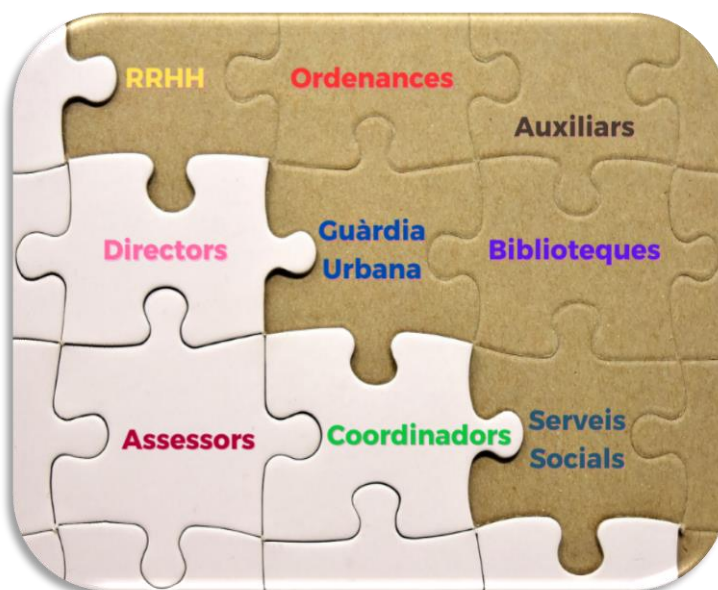 RRHH
Ordenances
Auxiliars
Directors
Guàrdia
Urbana
Biblioteques
Assessors
Coordinadors
Serveis
Socials